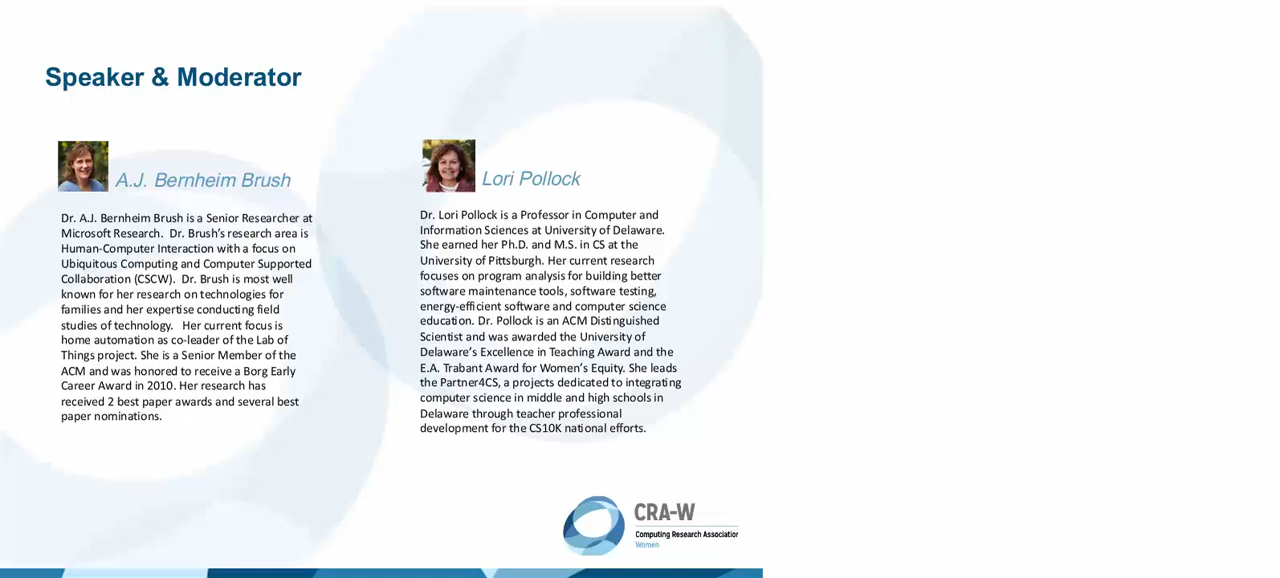 Speaker & Moderator
A.J. Bernheim Brush
Dr. A.J. Bernheim Brush is a Senior Researcher at
Microsoft Research.  Dr. Brush's research area is
Human-Computer Interaction with a focus on
Ubiquitous Computing and Computer Supported
Collaboration (CSCW).  Dr. Brush is most well
known for her research on technologies for
families and her expertise conducting field
studies of technology.   Her current focus is
home automation as co-leader of the Lab of
Things project. She is a Senior Member of the
ACM and was honored to receive a Borg Early
Career Award in 2010. Her research has
received 2 best paper awards and several best
paper nominations.
Lori Pollock
Dr. Lori Pollock is a Professor in Computer and
Information Sciences at University of Delaware.
She earned her Ph.D. and M.S. in CS at the
University of Pittsburgh. Her current research
focuses on program analysis for building better
software maintenance tools, software testing,
energy-efficient software and computer science
education. Dr. Pollock is an ACM Distinguished
Scientist and was awarded the University of
Delaware's Excellence in Teaching Award and the
E.A. Trabant Award for Women's Equity. She leads
the Partner4CS, a projects dedicated to integrating
computer science in middle and high schools in
Delaware through teacher professional
development for the CS10K national efforts.
CRA-W
Computing Research Association
Women